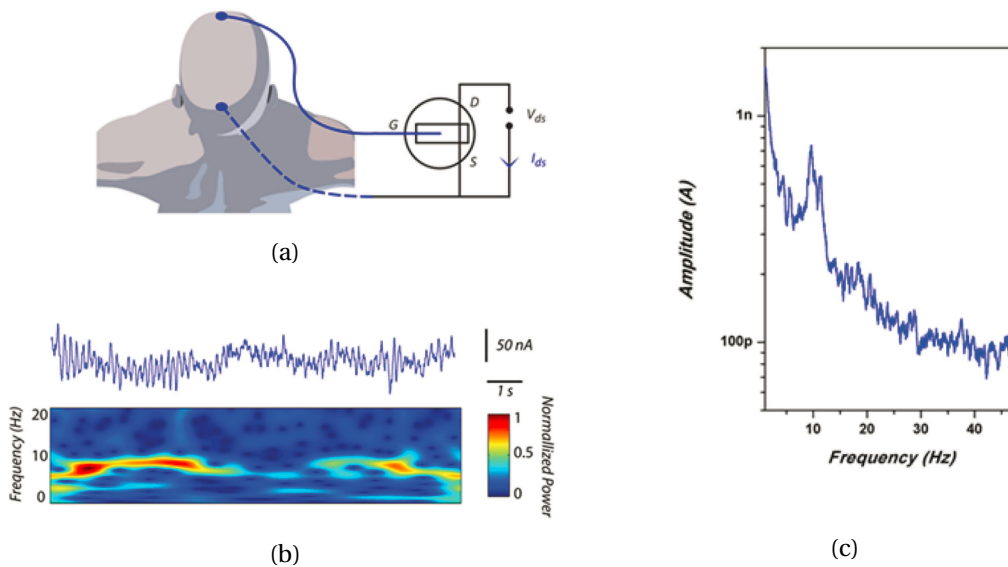 D
G
V_ds
S
I_ds
(a)
50 nA
1 s
20
10
0
Frequency (Hz)
1
0.5
0
Normallized Power
(b)
1n
100p
Amplitude (A)
10 20 30 40
Frequency (Hz)
(c)